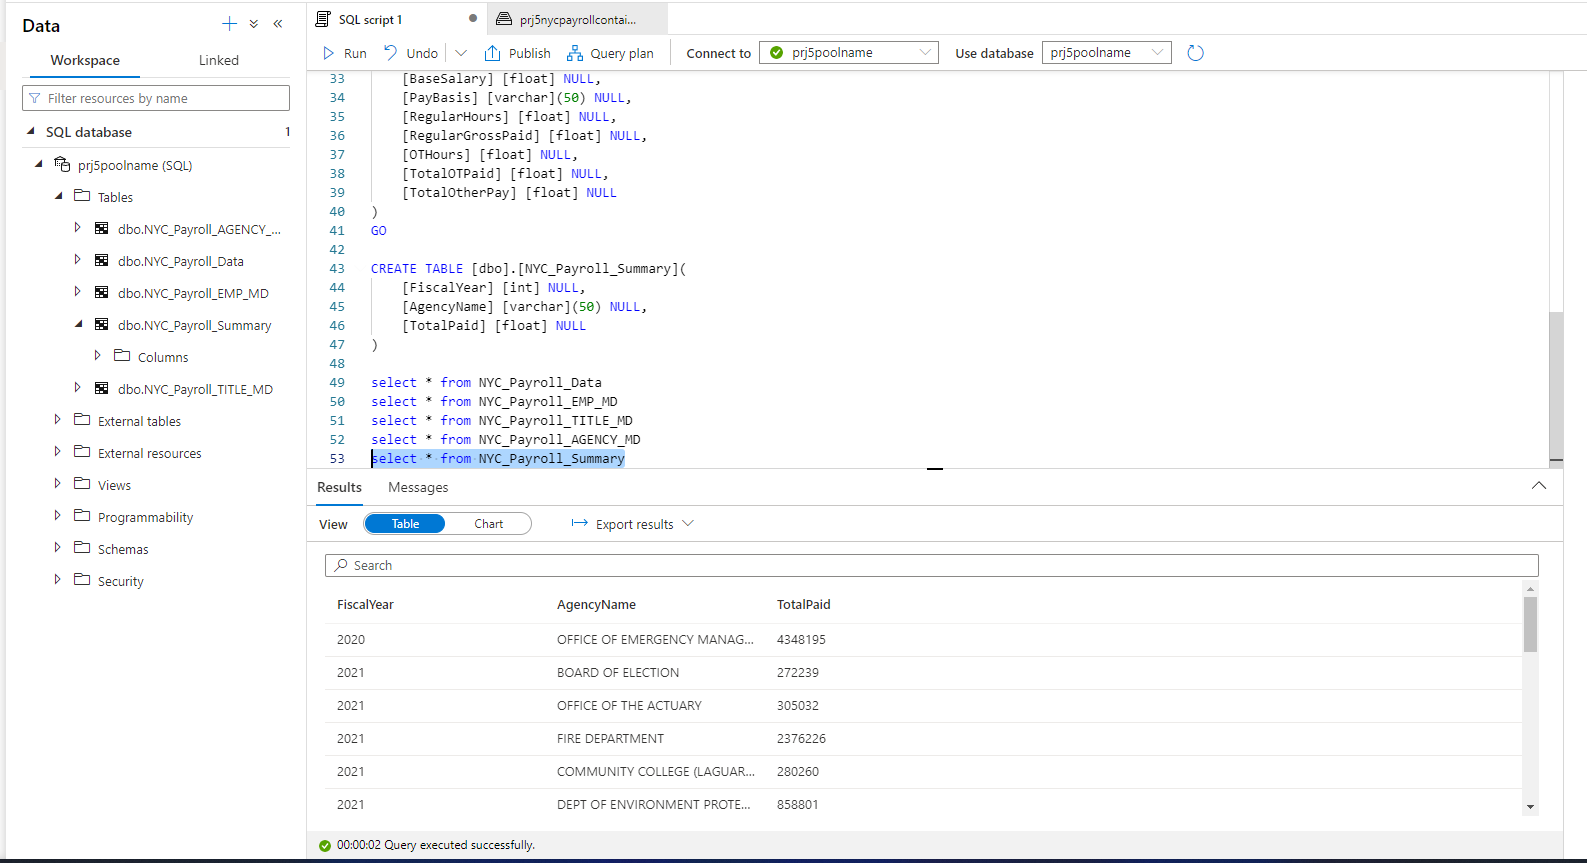 Data
Workspace
Linked
Filter resources by name
SQL database
1
prj5poolname (SQL)
Tables
dbo.NYC_Payroll_AGENCY_...
dbo.NYC_Payroll_Data
dbo.NYC_Payroll_EMP_MD
dbo.NYC_Payroll_Summary
Columns
dbo.NYC_Payroll_TITLE_MD
External tables
External resources
Views
Programmability
Schemas
Security
SQL script 1
prj5nycpayrollcontai...
Run Undo Publish Query plan Connect to prj5poolname Use database prj5poolname
33 [BaseSalary] [float] NULL,
34 [PayBasis] [varchar](50) NULL,
35 [RegularHours] [float] NULL,
36 [RegularGrossPaid] [float] NULL,
37 [OTHours] [float] NULL,
38 [TotalOTPaid] [float] NULL,
39 [TotalOtherPay] [float] NULL
40 )
41 GO
42
43 CREATE TABLE [dbo].[NYC_Payroll_Summary](
44 [FiscalYear] [int] NULL,
45 [AgencyName] [varchar](50) NULL,
46 [TotalPaid] [float] NULL
47 )
48
49 select * from NYC_Payroll_Data
50 select * from NYC_Payroll_EMP_MD
51 select * from NYC_Payroll_TITLE_MD
52 select * from NYC_Payroll_AGENCY_MD
53 select * from NYC_Payroll_Summary
Results Messages
View Table Chart Export results
Search
FiscalYear AgencyName TotalPaid
2020 OFFICE OF EMERGENCY MANAG... 4348195
2021 BOARD OF ELECTION 272239
2021 OFFICE OF THE ACTUARY 305032
2021 FIRE DEPARTMENT 2376226
2021 COMMUNITY COLLEGE (LAGUAR... 280260
2021 DEPT OF ENVIRONMENT PROTE... 858801
00:00:02 Query executed successfully.